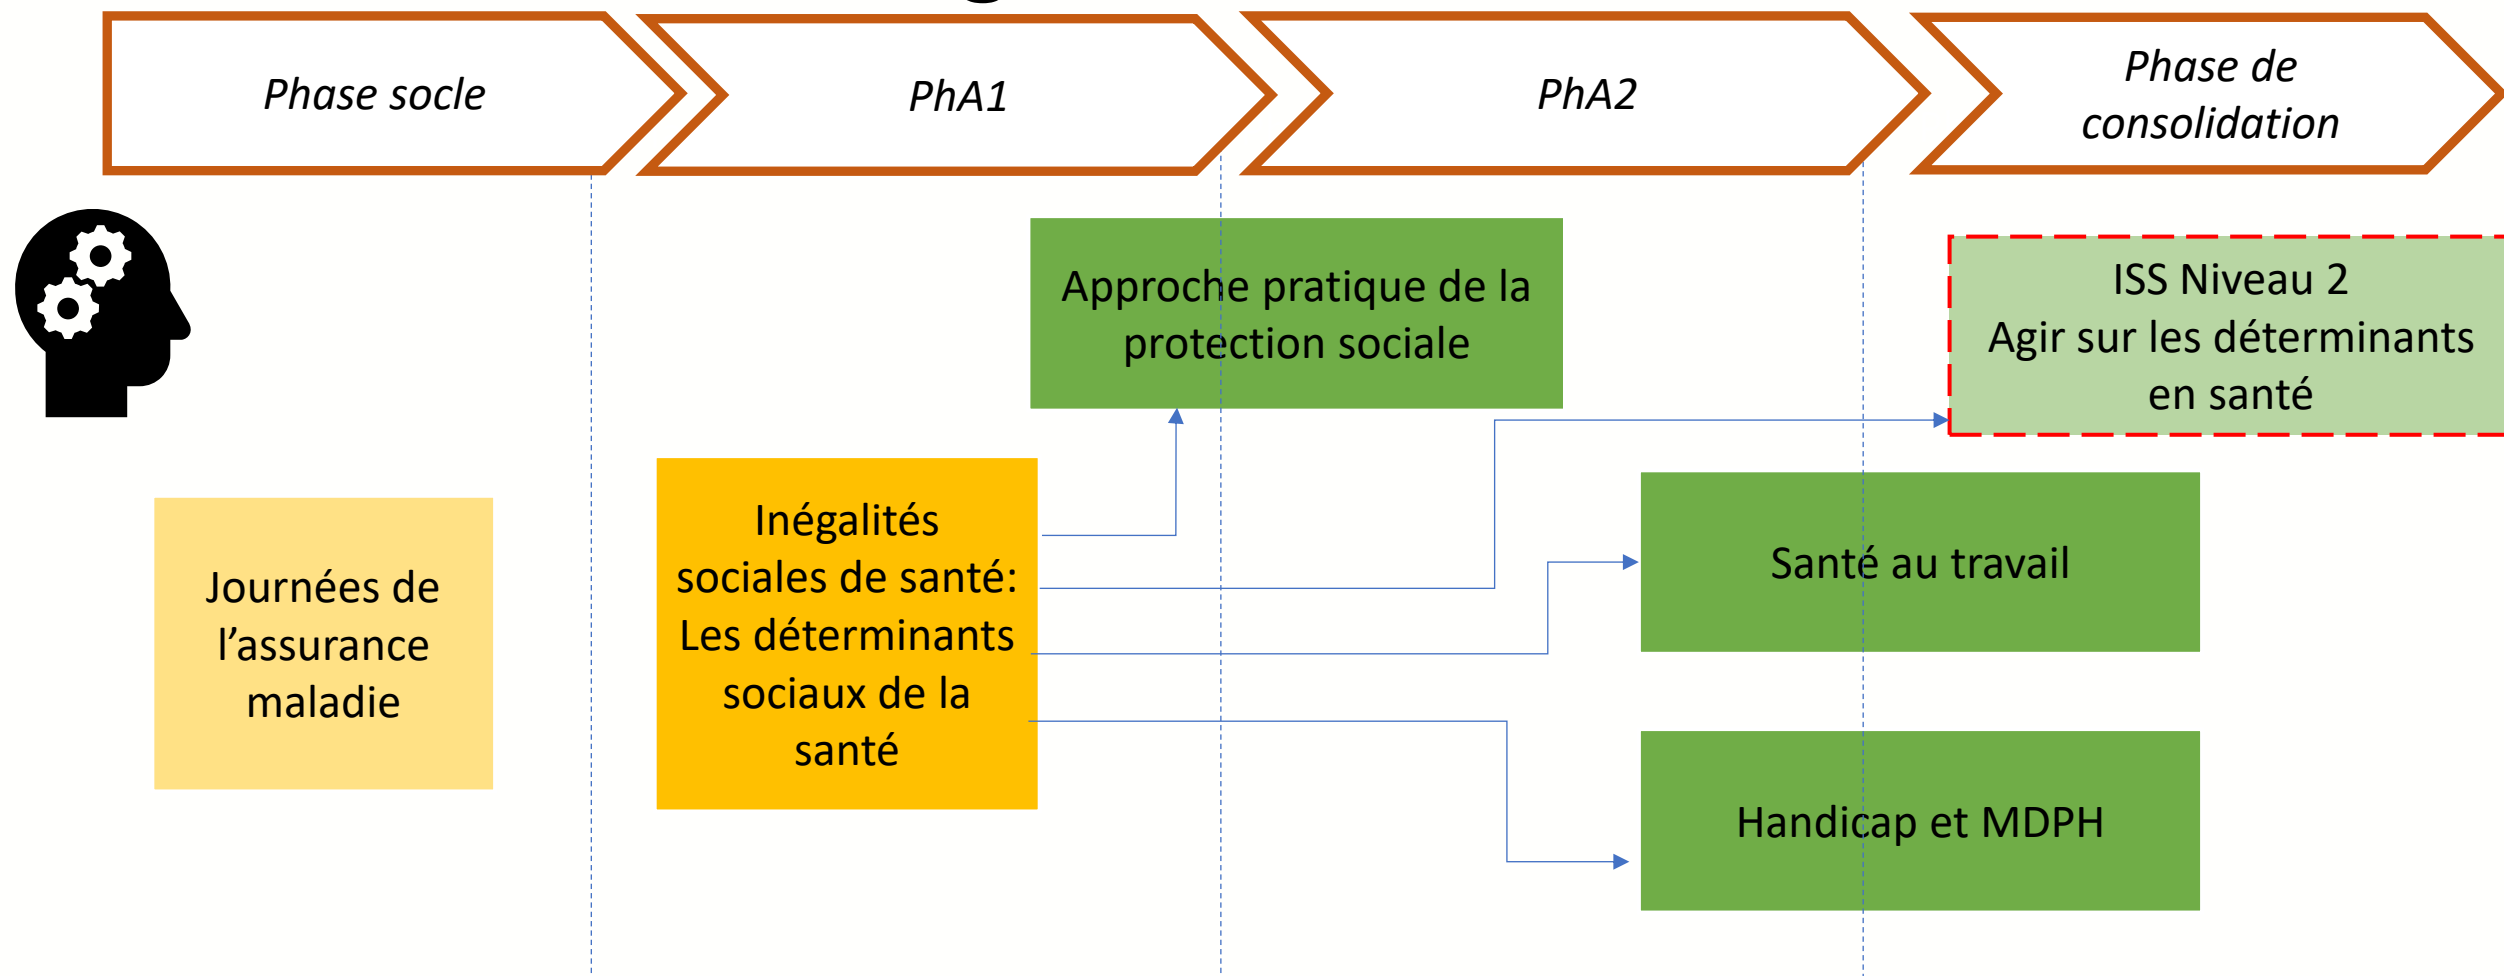 Phase socle
PhA1
PhA2
Phase de
consolidation
Approche pratique de la
protection sociale
ISS Niveau 2
Agir sur les déterminants
en santé
Inégalités
sociales de santé:
Les déterminants
sociaux de la
santé
Journées de
l’assurance
maladie
Santé au travail
Handicap et MDPH